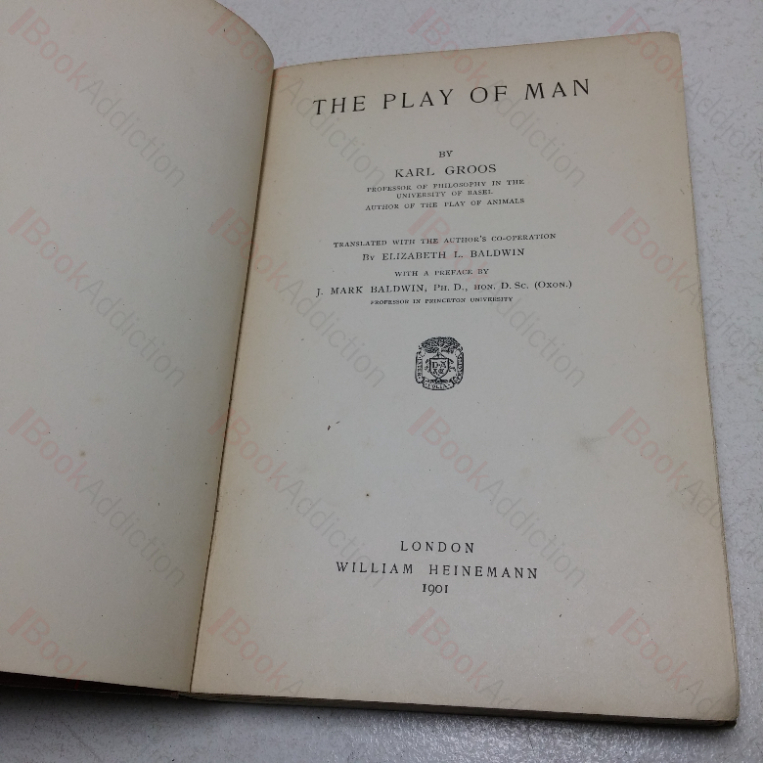 THE PLAY OF MAN
BY
KARL GROOS
PROFESSOR OF PHILOSOPHY IN THE
UNIVERSITY OF BASEL
AUTHOR OF THE PLAY OF ANIMALS
TRANSLATED WITH THE AUTHOR'S CO-OPERATION
BY ELIZABETH L. BALDWIN
WITH A PREFACE BY
J. MARK BALDWIN, PH. D., HON. D. SC. (OXON.)
PROFESSOR IN PRINCETON UNIVERSITY
LONDON
WILLIAM HEINEMANN
1901
BookAddiction